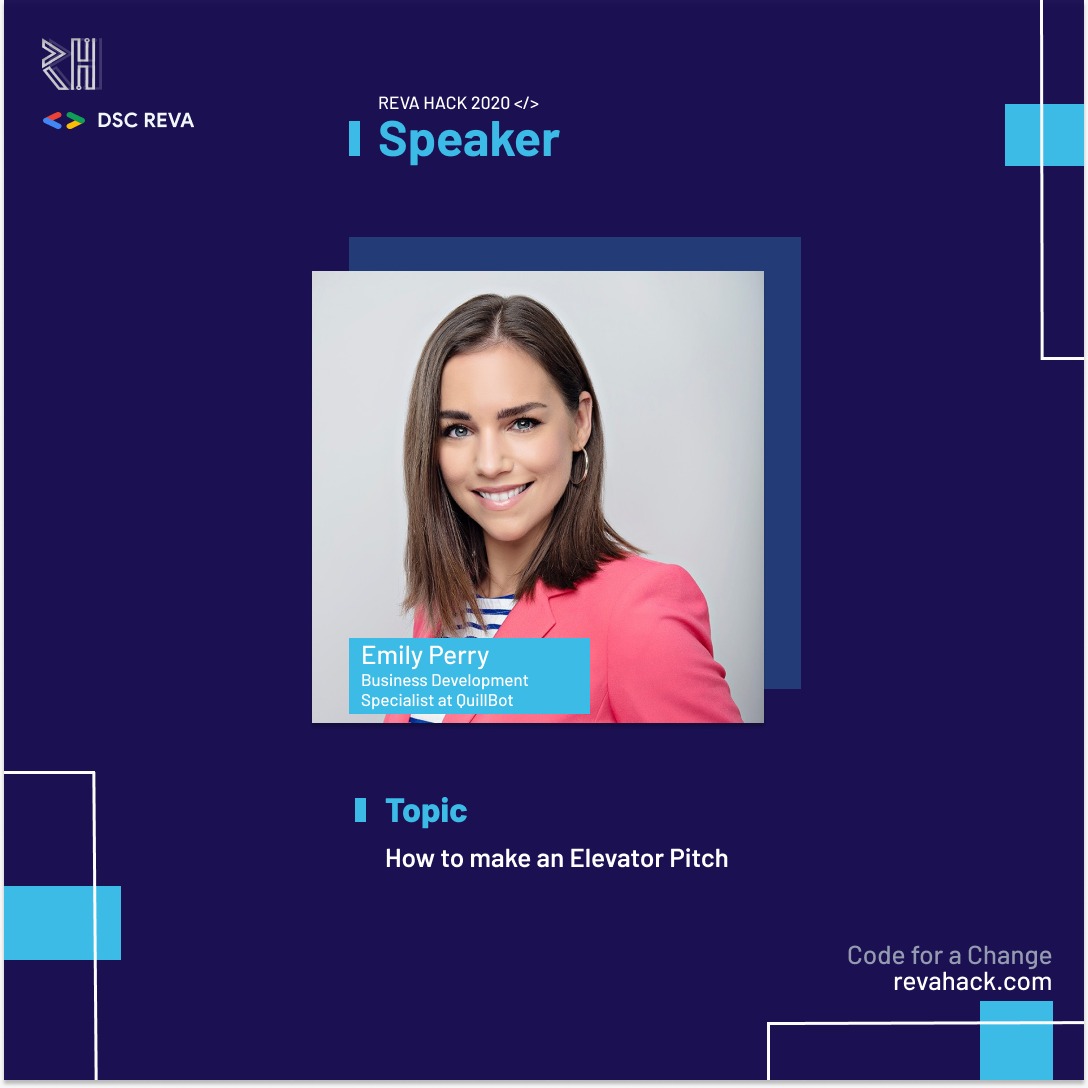 RH
DSC REVA
REVA HACK 2020 </>
Speaker
Emily Perry
Business Development
Specialist at QuillBot
Topic
How to make an Elevator Pitch
Code for a Change
revahack.com